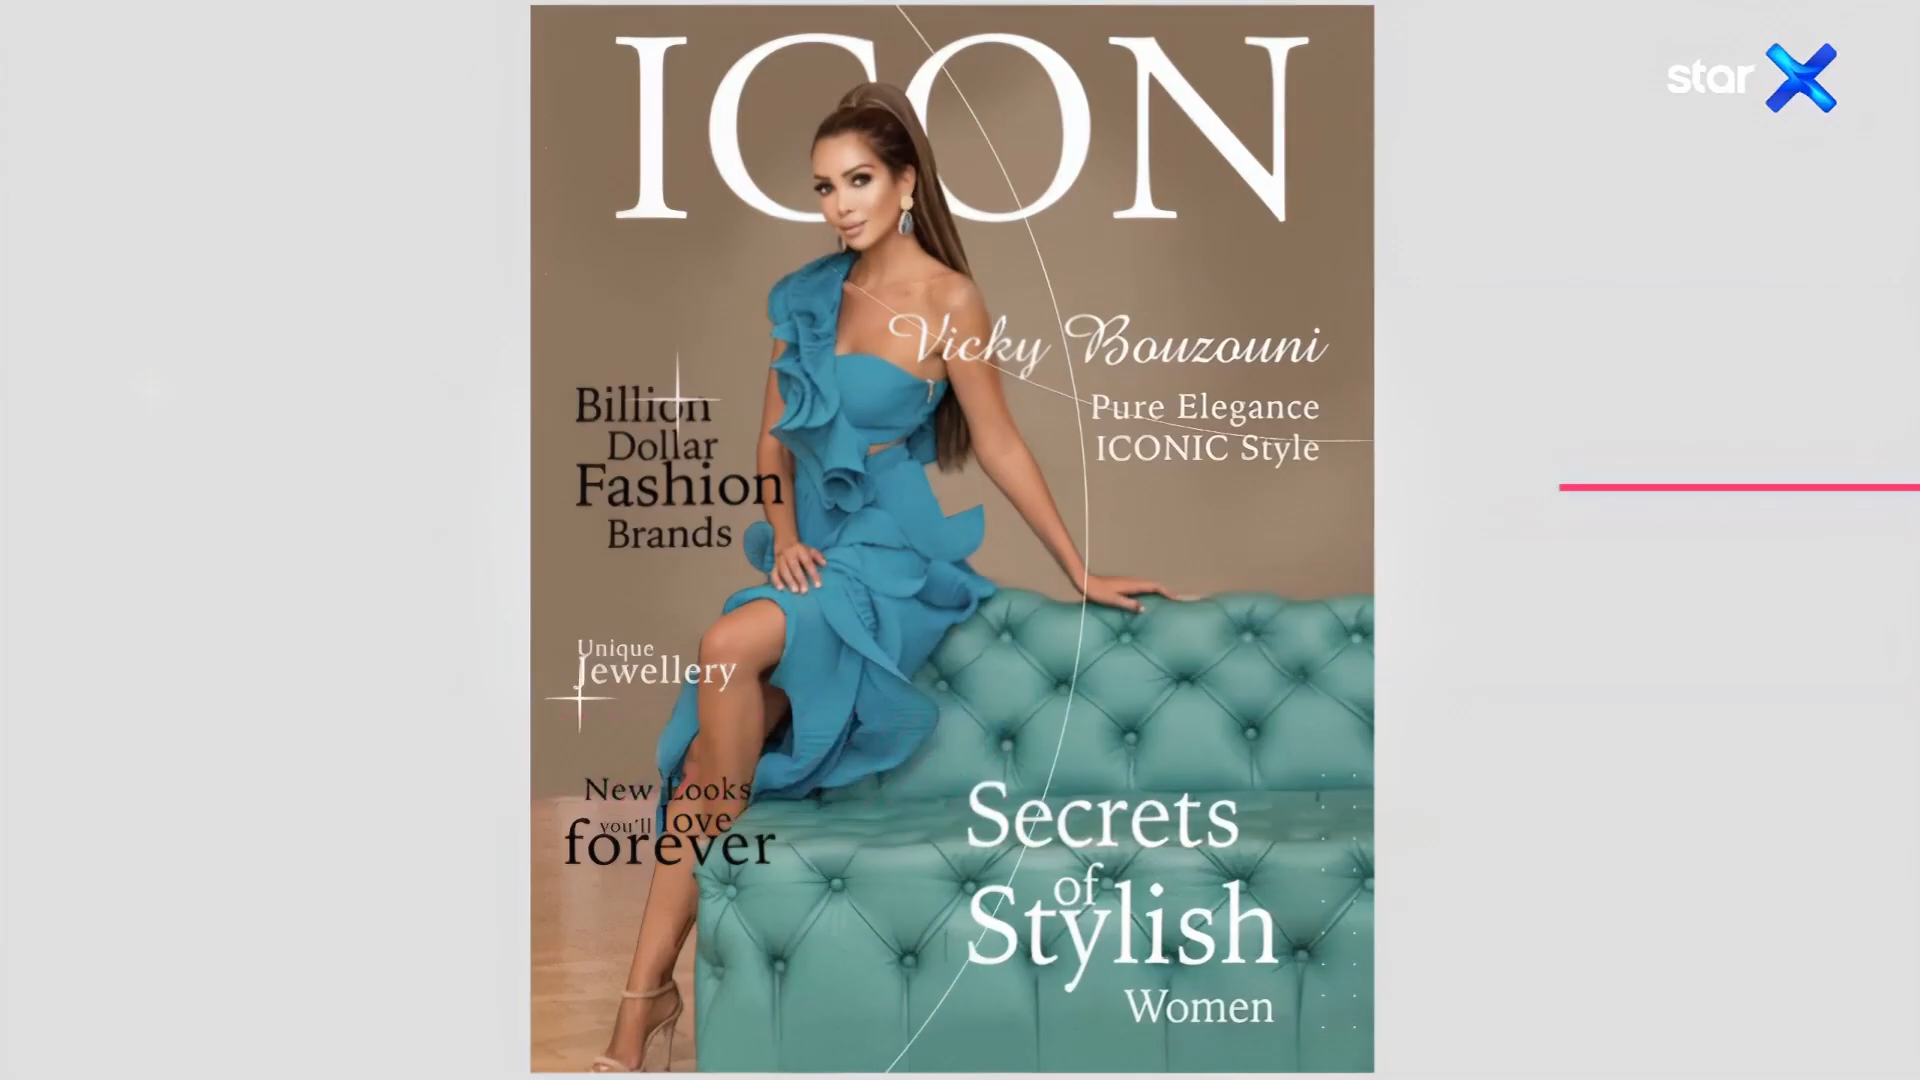 ICON
star X
Vicky Bouzouni
Pure Elegance
ICONIC Style
Billion
Dollar
Fashion
Brands
Unique
Jewellery
New Looks
you'll love
forever
Secrets
of
Stylish
Women